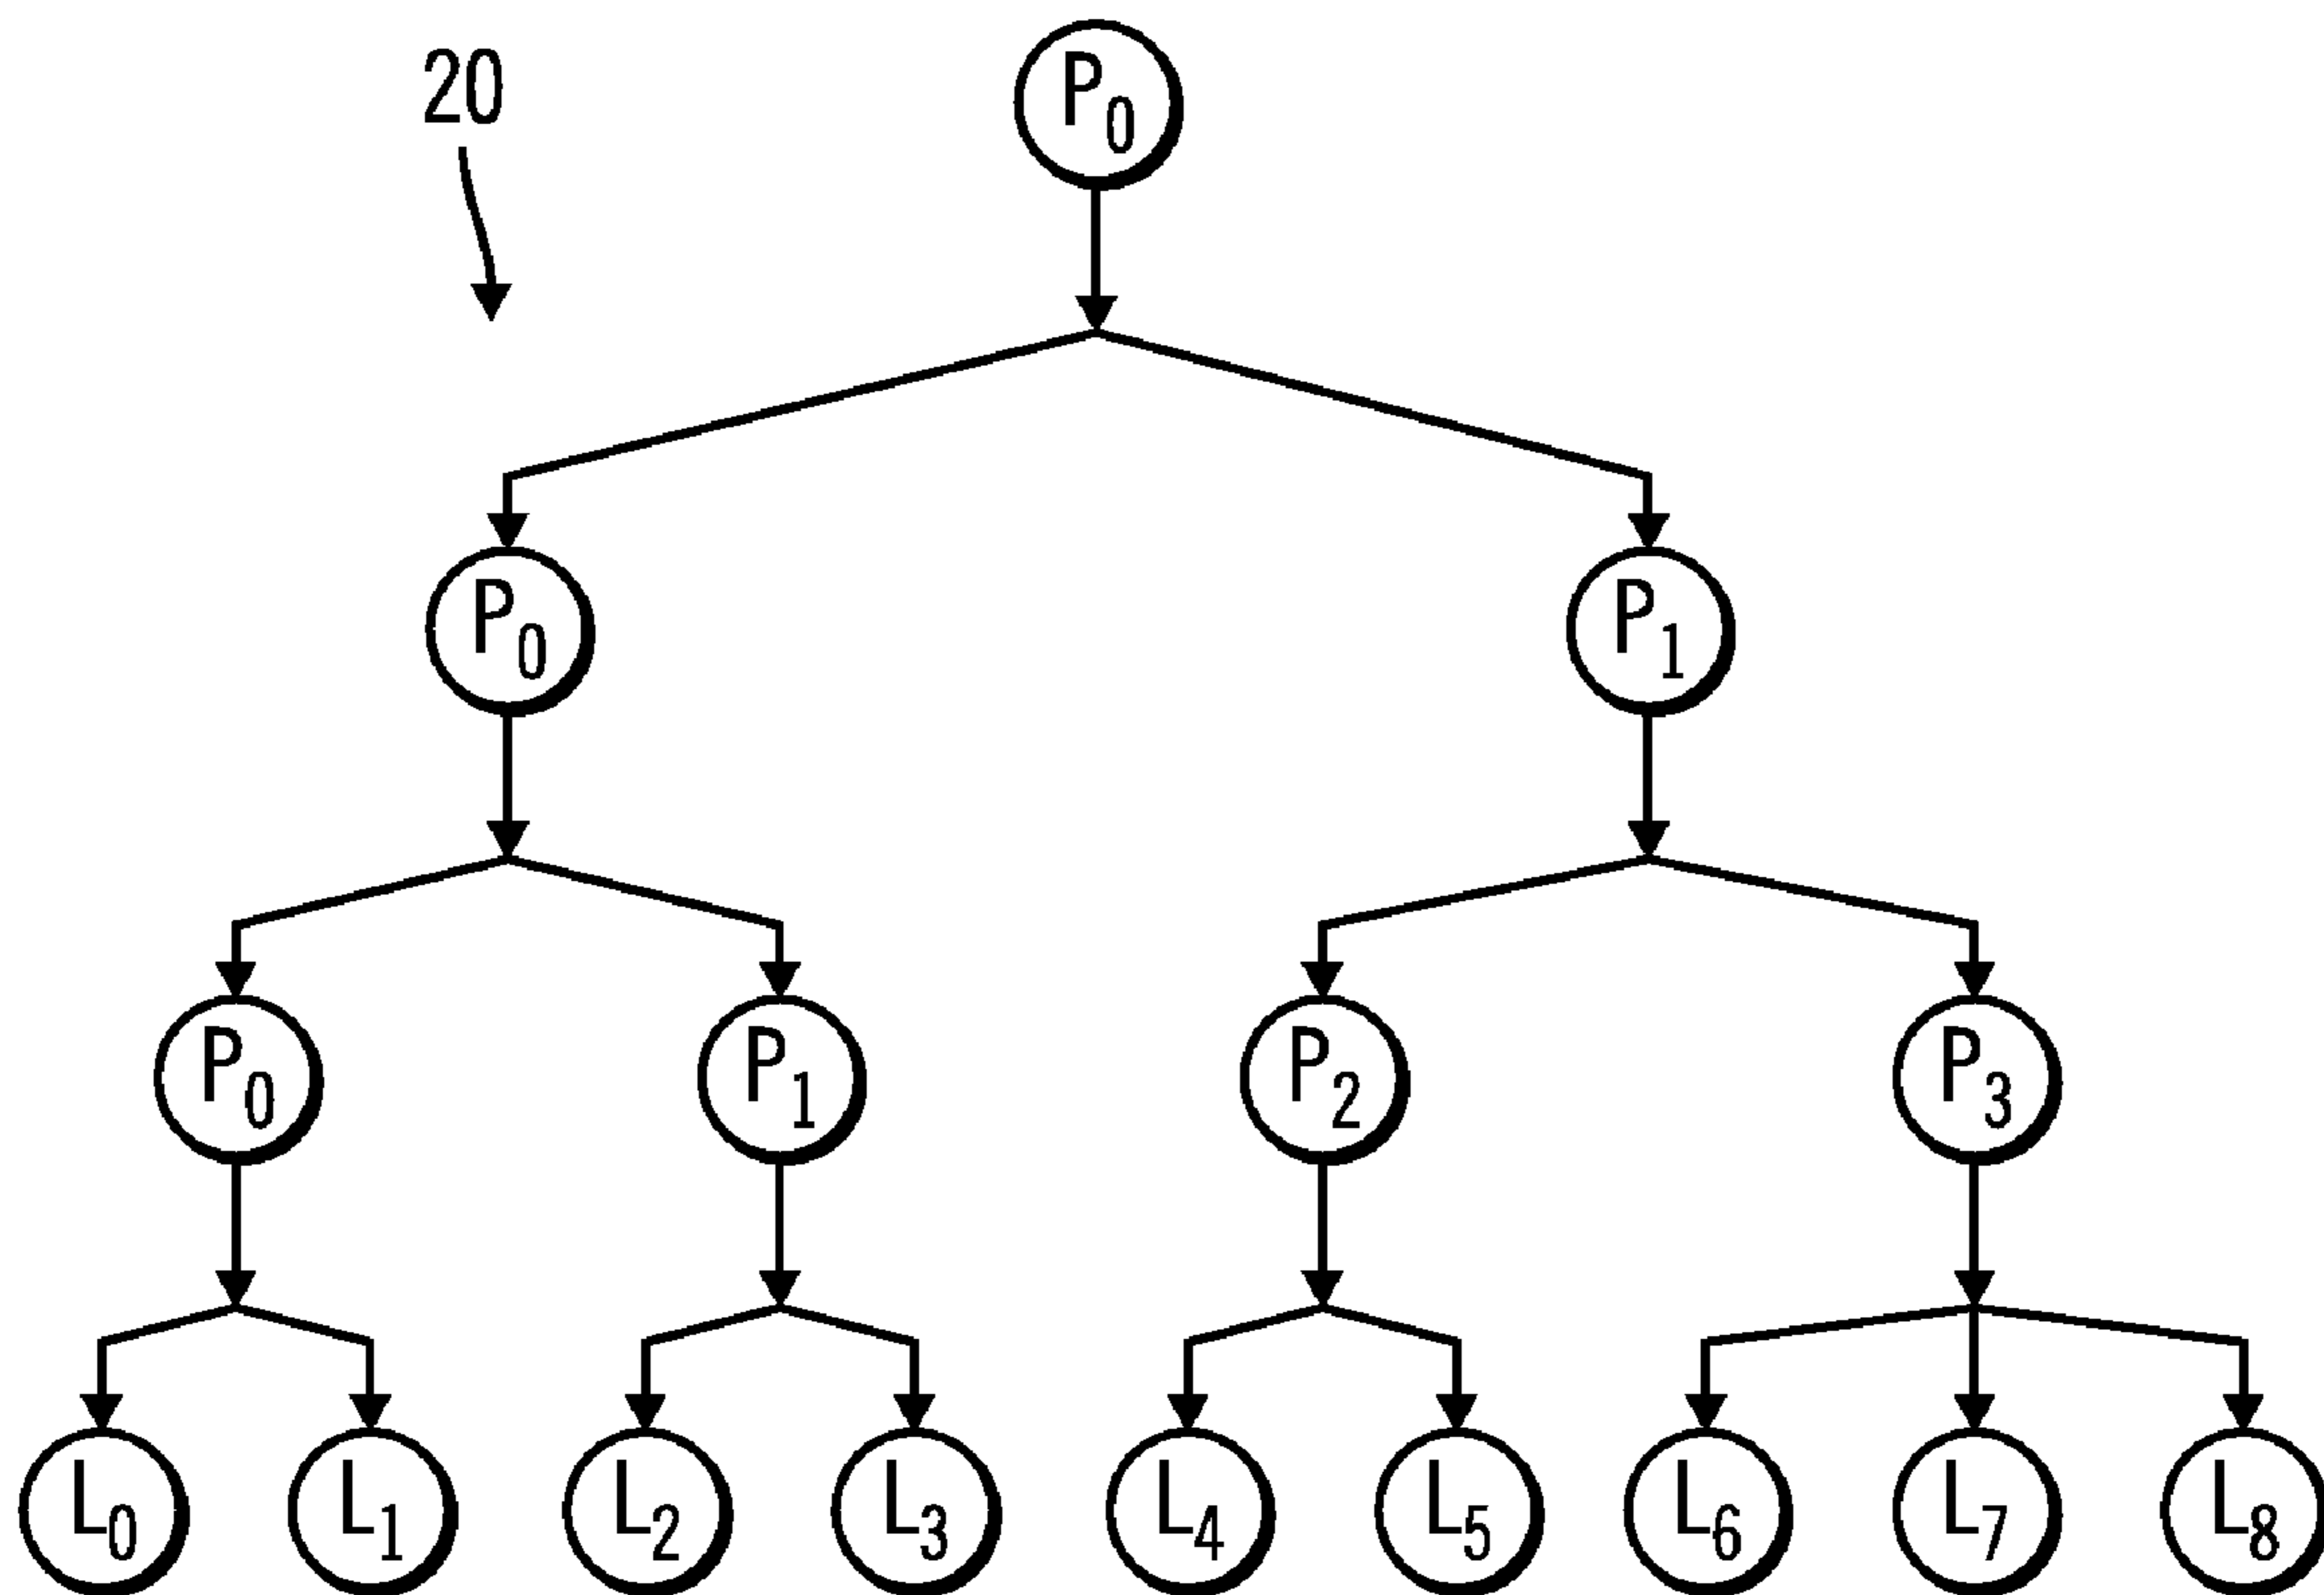 20
P₀
P₀ P₁
P₀ P₁ P₂ P₃
L₀ L₁ L₂ L₃ L₄ L₅ L₆ L₇ L₈